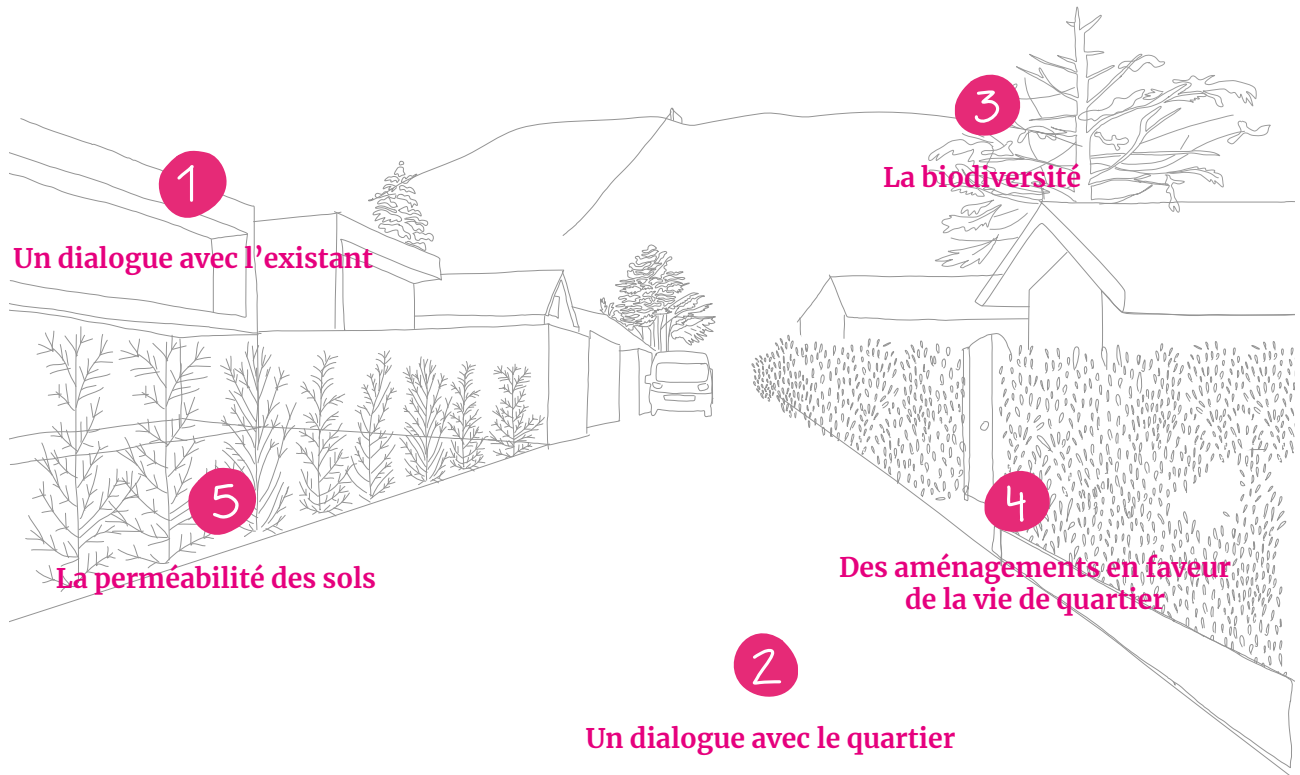 1
Un dialogue avec l’existant
2
Un dialogue avec le quartier
3
La biodiversité
4
Des aménagements en faveur
de la vie de quartier
5
La perméabilité des sols